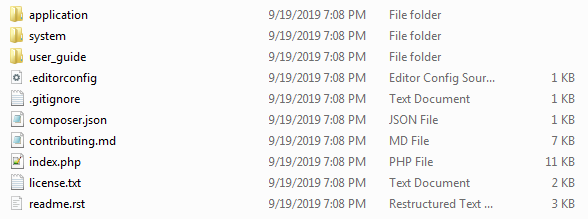 application 9/19/2019 7:08 PM File folder
system 9/19/2019 7:08 PM File folder
user_guide 9/19/2019 7:08 PM File folder
.editorconfig 9/19/2019 7:08 PM Editor Config Sour... 1 KB
.gitignore 9/19/2019 7:08 PM Text Document 1 KB
composer.json 9/19/2019 7:08 PM JSON File 1 KB
contributing.md 9/19/2019 7:08 PM MD File 7 KB
index.php 9/19/2019 7:08 PM PHP File 11 KB
license.txt 9/19/2019 7:08 PM Text Document 2 KB
readme.rst 9/19/2019 7:08 PM Restructured Text ... 3 KB